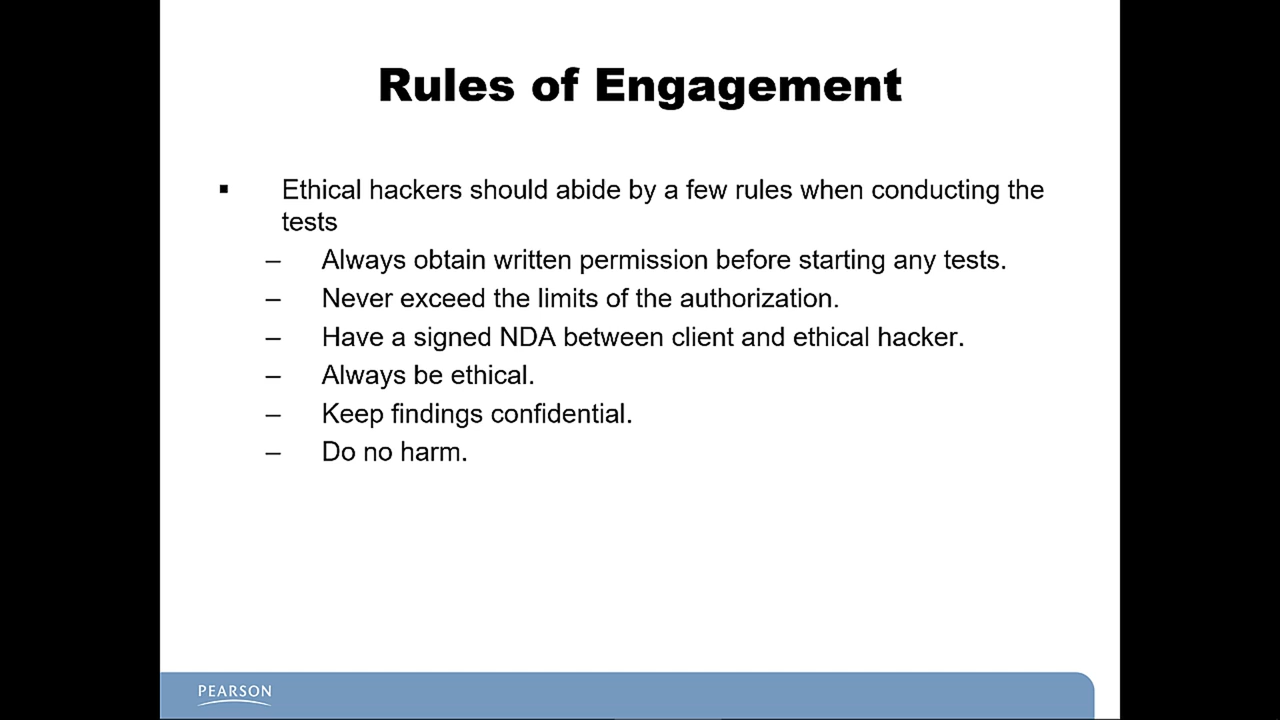 Rules of Engagement
▪ Ethical hackers should abide by a few rules when conducting the
tests
– Always obtain written permission before starting any tests.
– Never exceed the limits of the authorization.
– Have a signed NDA between client and ethical hacker.
– Always be ethical.
– Keep findings confidential.
– Do no harm.
PEARSON